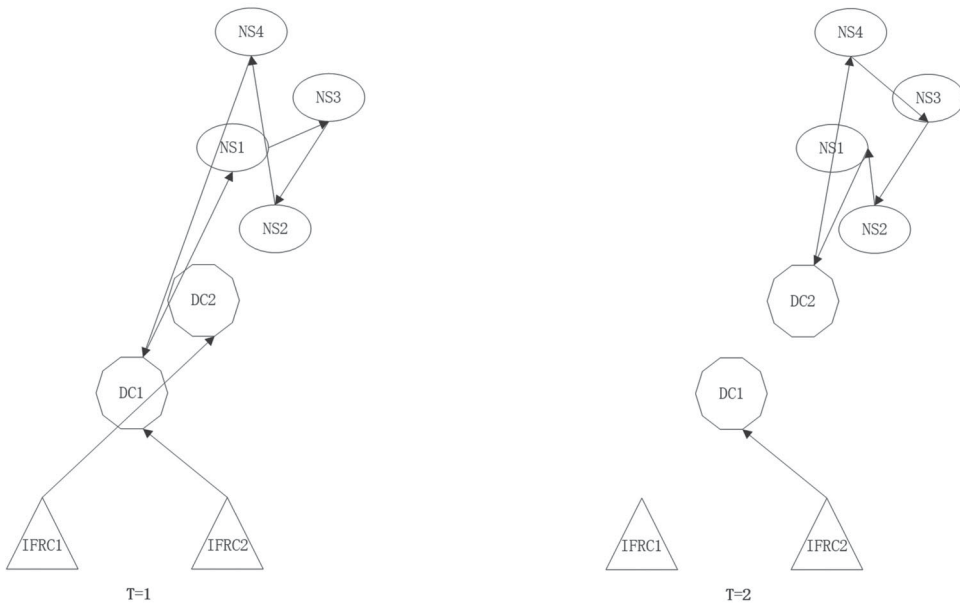 NS4
NS3
NS1
NS2
DC2
DC1
IFRC1
IFRC2
T=1
NS4
NS3
NS1
NS2
DC2
DC1
IFRC1
IFRC2
T=2